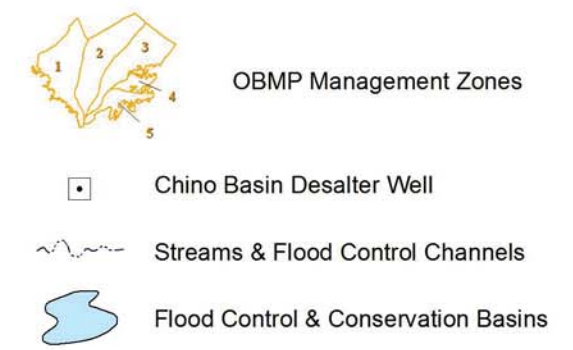 1 2 3
4
5
OBMP Management Zones
Chino Basin Desalter Well
Streams & Flood Control Channels
Flood Control & Conservation Basins